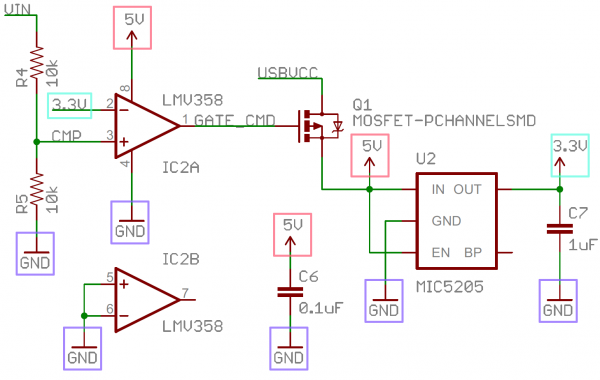 VIN
5V
R4
10k
3.3V
2
8
LMV358
1
GATE_CMD
USBVCC
Q1
MOSFET-PCHANNELSMD
CMP
3
4
IC2A
5V
U2
3.3V
IN OUT
GND
EN BP
MIC5205
C7
1uF
R5
10k
GND
GND
5V
C6
0.1uF
GND
IC2B
5
6
7
LMV358
GND
GND
GND